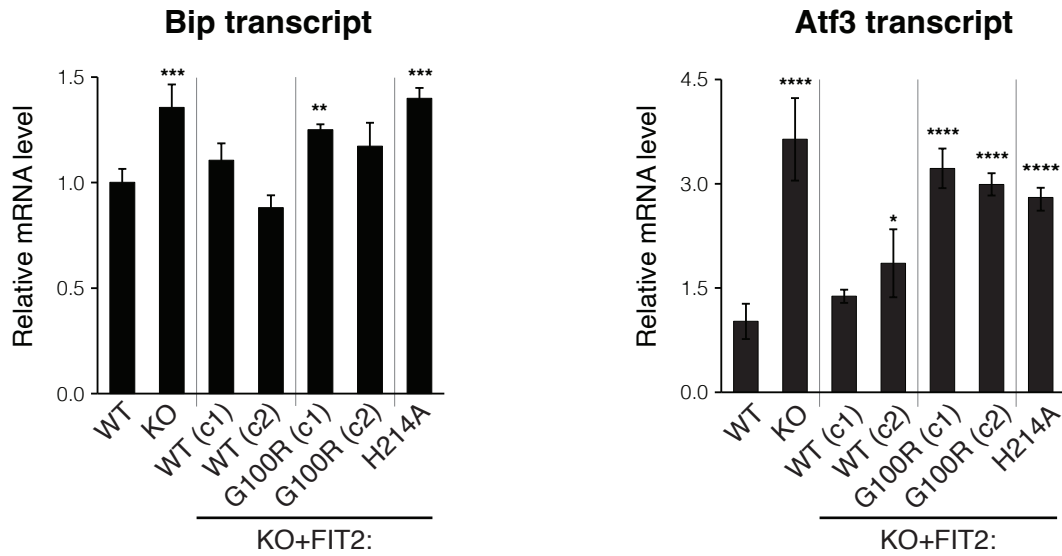 Bip transcript
Relative mRNA level
1.5
1.0
0.5
0.0
***
**
***
WT
KO
WT (c1)
WT (c2)
G100R (c1)
G100R (c2)
H214A
KO+FIT2:
Atf3 transcript
Relative mRNA level
4.5
3.0
1.5
0.0
****
*
****
****
****
WT
KO
WT (c1)
WT (c2)
G100R (c1)
G100R (c2)
H214A
KO+FIT2: